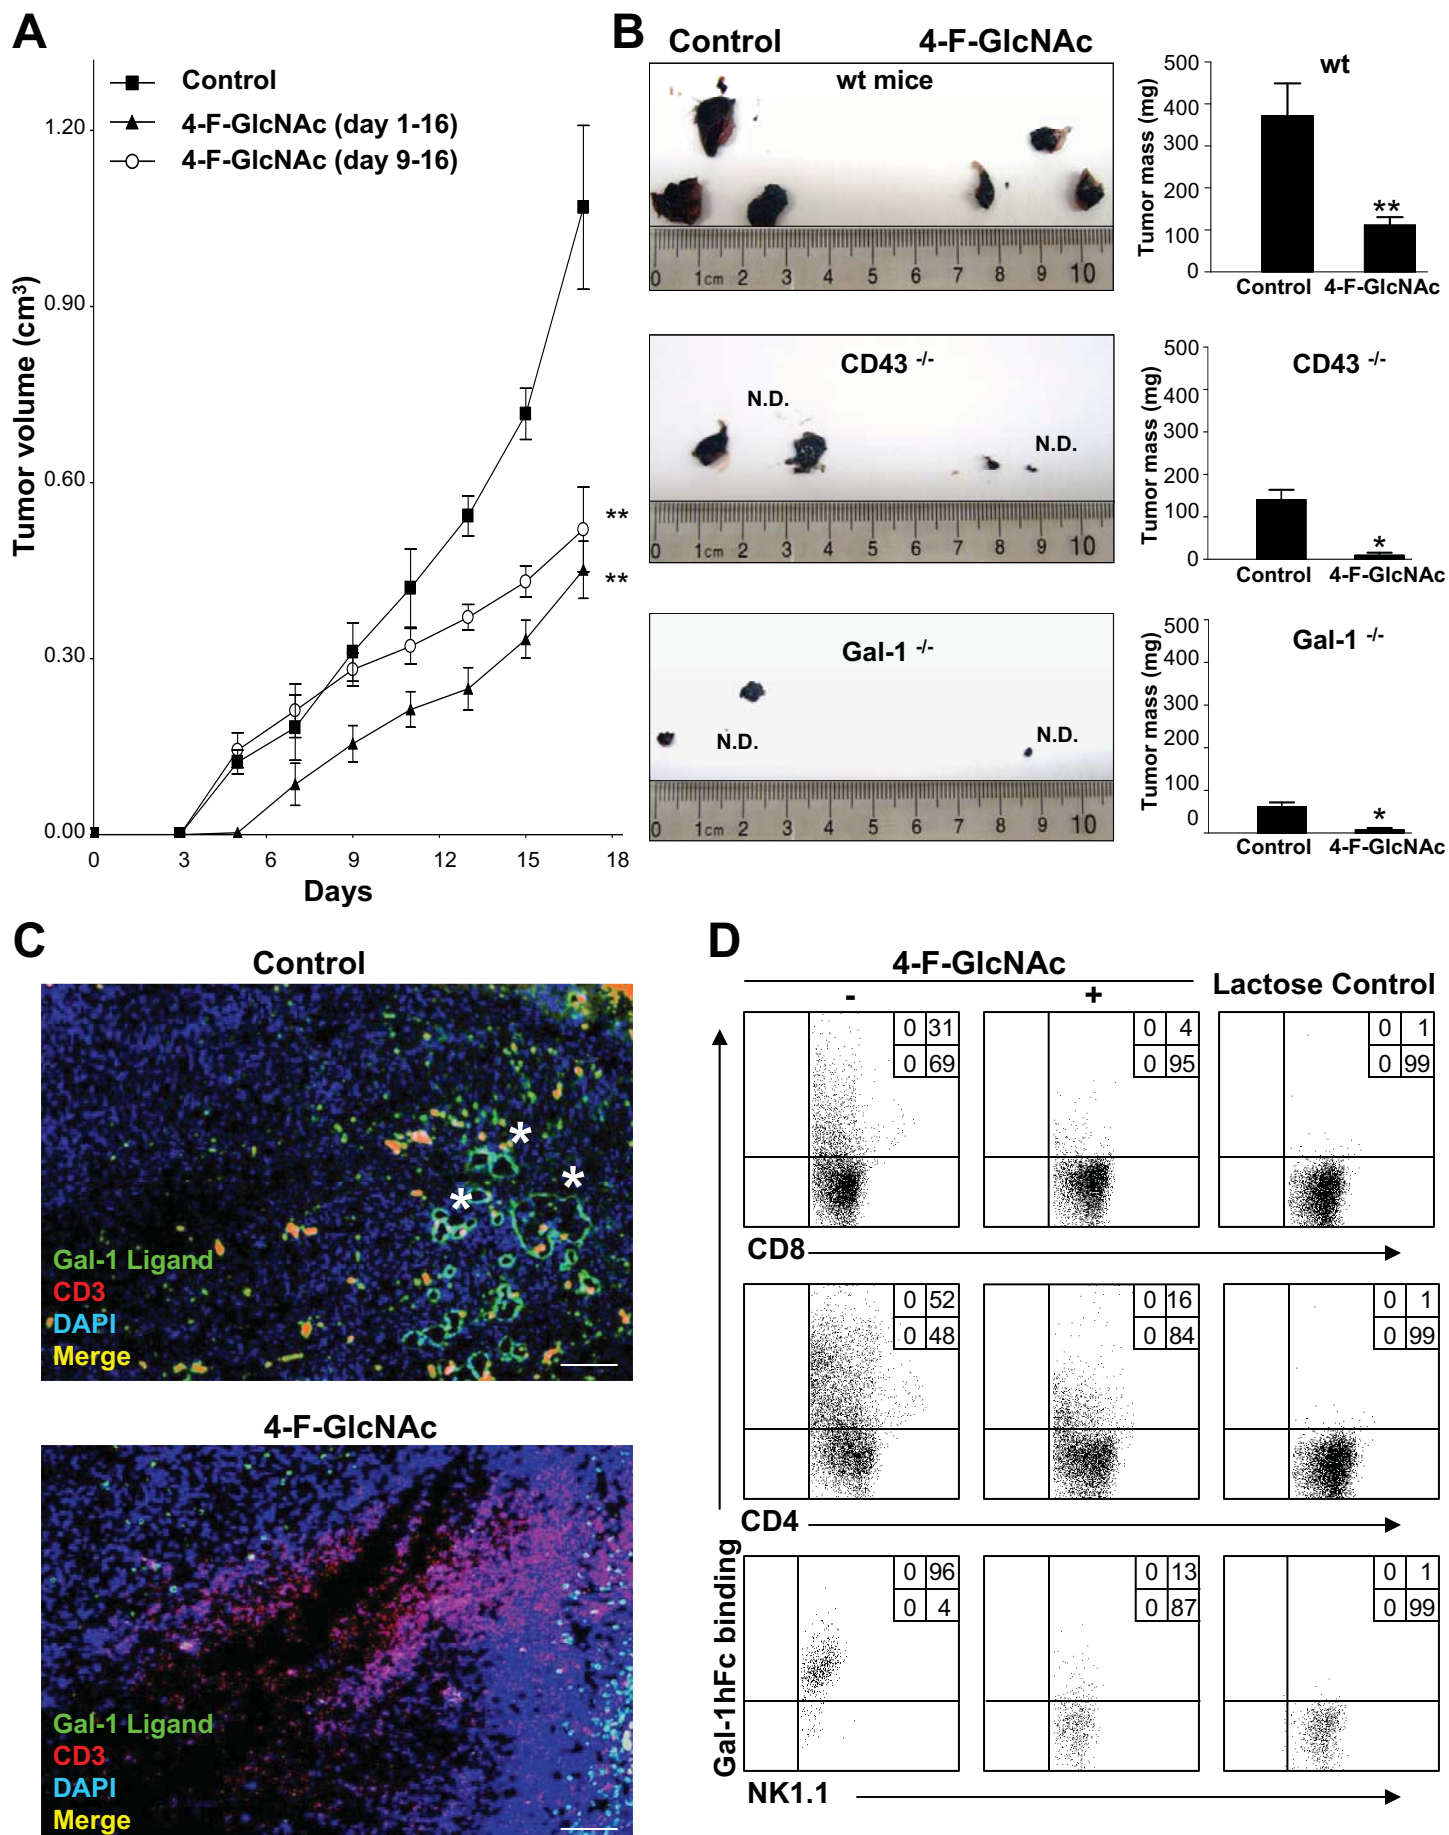 A
Control
4-F-GlcNAc (day 1-16)
4-F-GlcNAc (day 9-16)
Tumor volume (cm³)
1.20
0.90
0.60
0.30
0.00
**
**
0 3 6 9 12 15 18
Days
B
Control 4-F-GlcNAc
wt mice
0 1cm 2 3 4 5 6 7 8 9 10
wt
Tumor mass (mg)
500
400
300
200
100
0
**
Control 4-F-GlcNAc
CD43 -/-
N.D.
N.D.
0 1cm 2 3 4 5 6 7 8 9 10
CD43 -/-
Tumor mass (mg)
500
400
300
200
100
0
*
Control 4-F-GlcNAc
Gal-1 -/-
N.D.
N.D.
0 1cm 2 3 4 5 6 7 8 9 10
Gal-1 -/-
Tumor mass (mg)
500
400
300
200
100
0
*
Control 4-F-GlcNAc
C
Control
*
*
*
Gal-1 Ligand
CD3
DAPI
Merge
4-F-GlcNAc
Gal-1 Ligand
CD3
DAPI
Merge
D
4-F-GlcNAc
- +
Lactose Control
0 31
0 69
0 4
0 95
0 1
0 99
CD8
0 52
0 48
0 16
0 84
0 1
0 99
CD4
0 96
0 4
0 13
0 87
0 1
0 99
NK1.1
Gal-1hFc binding